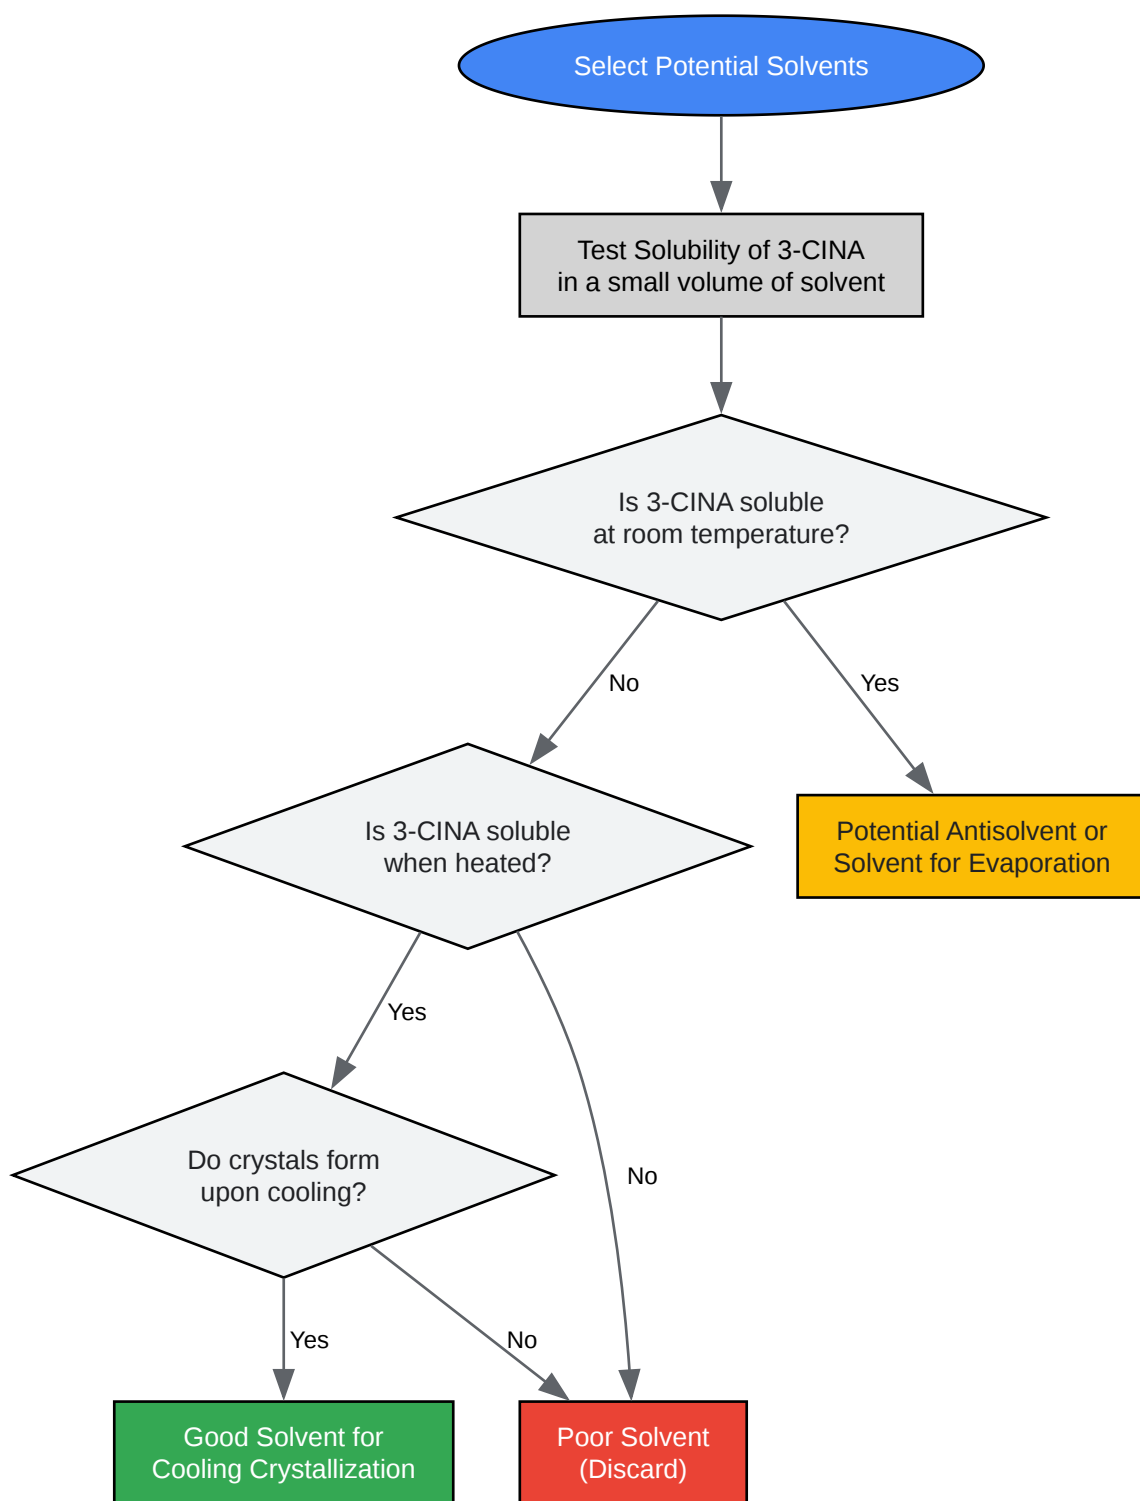 Select Potential Solvents
Test Solubility of 3-CINA
in a small volume of solvent
Is 3-CINA soluble
at room temperature?
No
Yes
Is 3-CINA soluble
when heated?
Potential Antisolvent or
Solvent for Evaporation
Yes
Do crystals form
upon cooling?
No
Yes
No
Good Solvent for
Cooling Crystallization
Poor Solvent
(Discard)